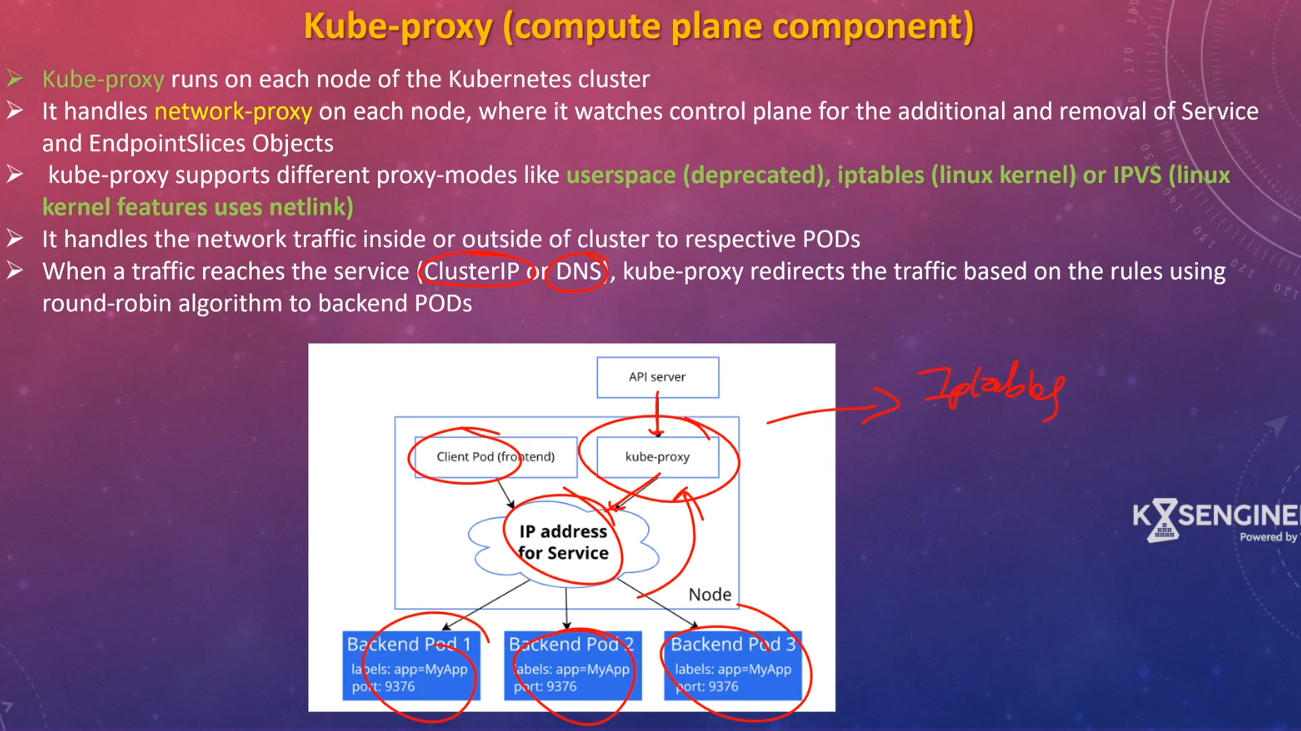 Kube-proxy (compute plane component)
➢ Kube-proxy runs on each node of the Kubernetes cluster
➢ It handles network-proxy on each node, where it watches control plane for the additional and removal of Service
and EndpointSlices Objects
➢ kube-proxy supports different proxy-modes like userspace (deprecated), iptables (linux kernel) or IPVS (linux
kernel features uses netlink)
➢ It handles the network traffic inside or outside of cluster to respective PODs
➢ When a traffic reaches the service (ClusterIP or DNS), kube-proxy redirects the traffic based on the rules using
round-robin algorithm to backend PODs
API server
Iptables
Client Pod (frontend)
kube-proxy
IP address
for Service
Node
K8SENGINE
Powered by
Backend Pod 1
labels: app=MyApp
port: 9376
Backend Pod 2
labels: app=MyApp
port: 9376
Backend Pod 3
labels: app=MyApp
port: 9376
170
160
150
140
130
120
110